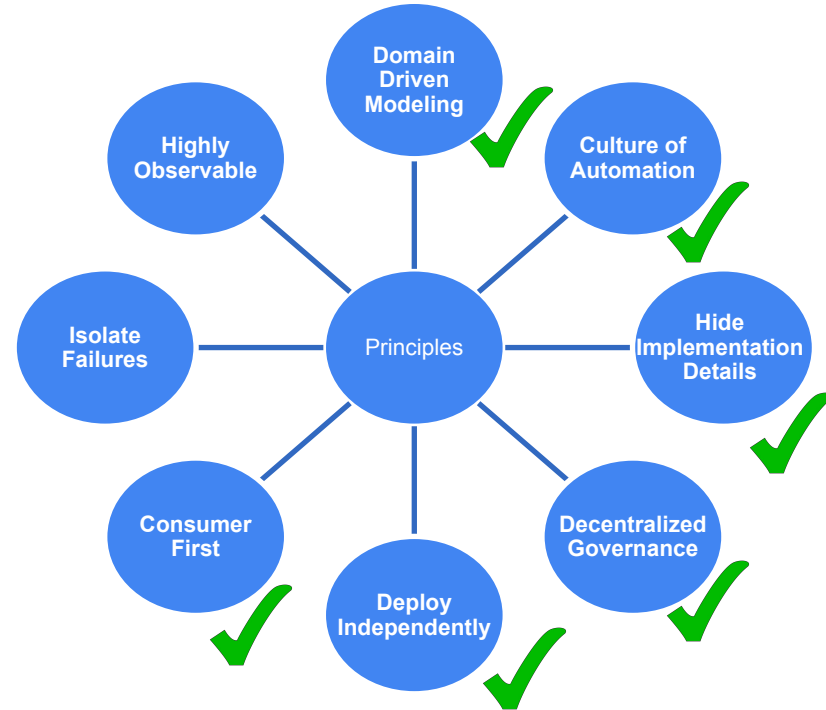 Domain
Driven
Modeling
Culture of
Automation
Hide
Implementation
Details
Decentralized
Governance
Deploy
Independently
Consumer
First
Isolate
Failures
Highly
Observable
Principles